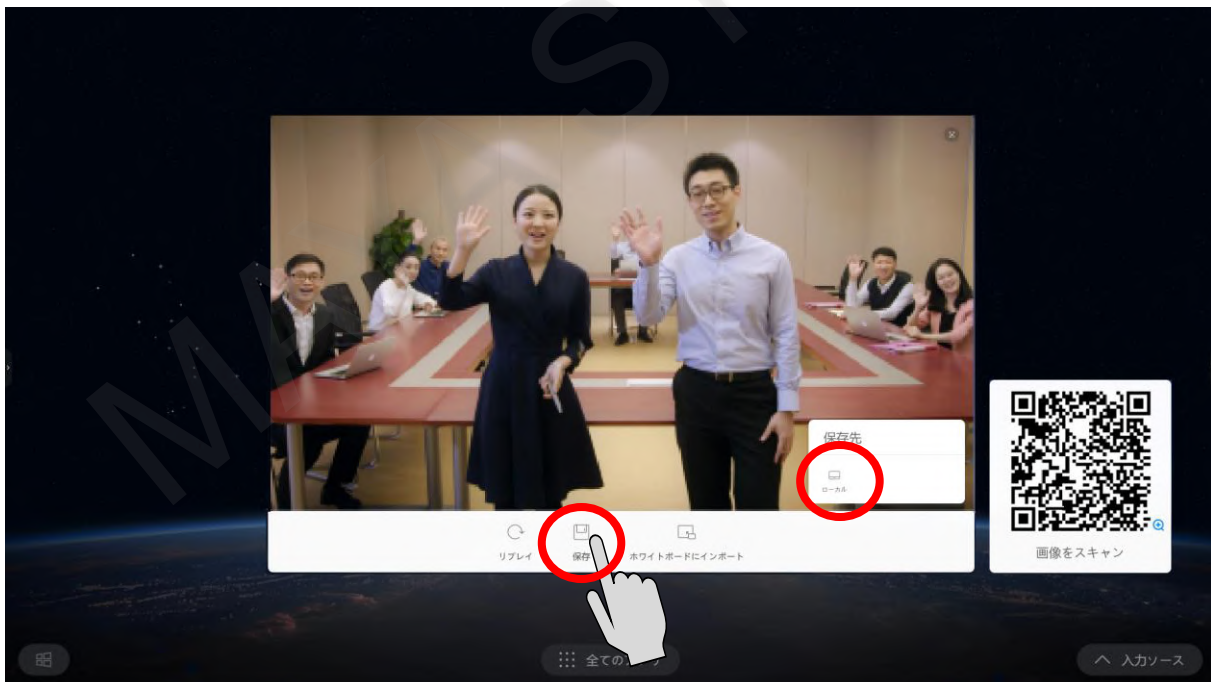 保存先
ローカル
リプレイ
保存
ホワイトボードにインポート
画像をスキャン
全ての
入力ソース